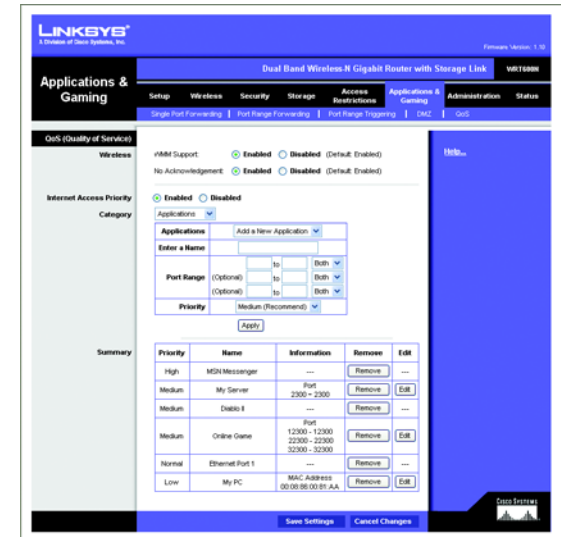 LINKSYS®
A Division of Cisco Systems, Inc.
Firmware Version: 1.10
Dual Band Wireless-N Gigabit Router with Storage Link WRT600N
Applications & Gaming
Setup Wireless Security Storage Access Restrictions Applications & Gaming Administration Status
Single Port Forwarding | Port Range Forwarding | Port Range Triggering | DMZ | QoS
QoS (Quality of Service)
Wireless
WMM Support: Enabled Disabled (Default: Enabled)
Help...
No Acknowledgement: Enabled Disabled (Default: Enabled)
Internet Access Priority
Enabled Disabled
Category
Applications
Applications Add a New Application
Enter a Name
Port Range
to Both
(Optional) to Both
(Optional) to Both
Priority Medium (Recommend)
Apply
Summary
Priority Name Information Remove Edit
High MSN Messenger --- Remove ---
Medium My Server Port 2300 ~ 2300 Remove Edit
Medium Diablo II --- Remove ---
Medium Online Game Port 12300 - 12300 22300 - 22300 32300 - 32300 Remove Edit
Normal Ethernet Port 1 --- Remove ---
Low My PC MAC Address 00:08:86:00:81:AA Remove Edit
CISCO SYSTEMS
Save Settings Cancel Changes